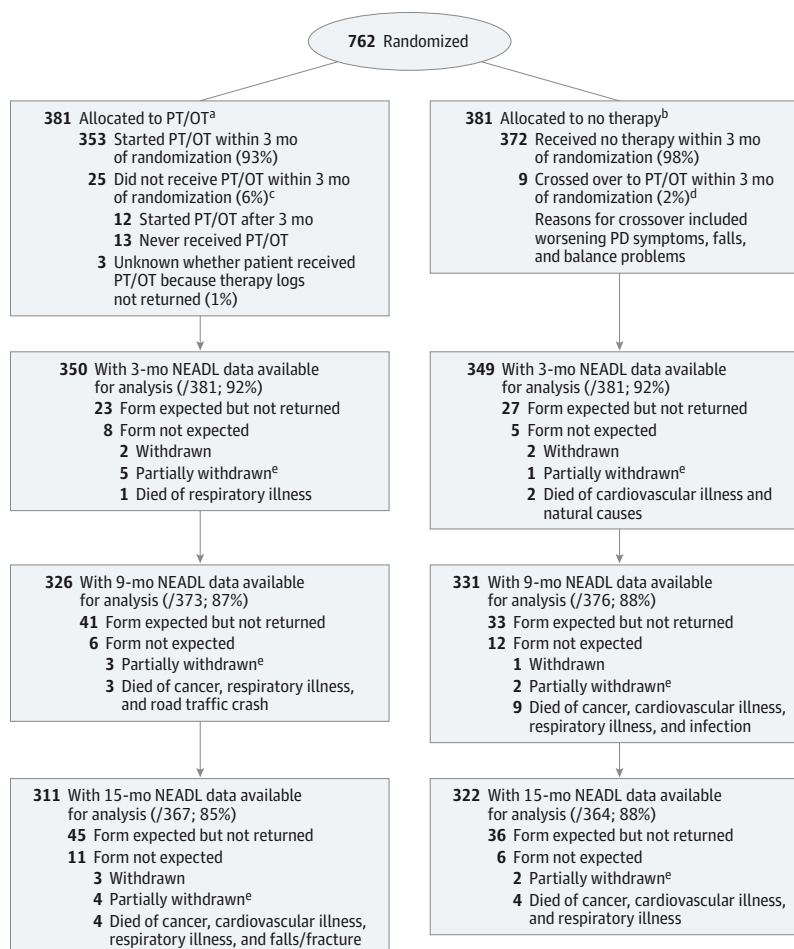 762 Randomized
381 Allocated to PT/OTa
353 Started PT/OT within 3 mo
of randomization (93%)
25 Did not receive PT/OT within 3 mo
of randomization (6%)c
12 Started PT/OT after 3 mo
13 Never received PT/OT
3 Unknown whether patient received
PT/OT because therapy logs
not returned (1%)
381 Allocated to no therapyb
372 Received no therapy within 3 mo
of randomization (98%)
9 Crossed over to PT/OT within 3 mo
of randomization (2%)d
Reasons for crossover included
worsening PD symptoms, falls,
and balance problems
350 With 3-mo NEADL data available
for analysis (/381; 92%)
23 Form expected but not returned
8 Form not expected
2 Withdrawn
5 Partially withdrawne
1 Died of respiratory illness
349 With 3-mo NEADL data available
for analysis (/381; 92%)
27 Form expected but not returned
5 Form not expected
2 Withdrawn
1 Partially withdrawne
2 Died of cardiovascular illness and
natural causes
326 With 9-mo NEADL data available
for analysis (/373; 87%)
41 Form expected but not returned
6 Form not expected
3 Partially withdrawne
3 Died of cancer, respiratory illness,
and road traffic crash
331 With 9-mo NEADL data available
for analysis (/376; 88%)
33 Form expected but not returned
12 Form not expected
1 Withdrawn
2 Partially withdrawne
9 Died of cancer, cardiovascular illness,
respiratory illness, and infection
311 With 15-mo NEADL data available
for analysis (/367; 85%)
45 Form expected but not returned
11 Form not expected
3 Withdrawn
4 Partially withdrawne
4 Died of cancer, cardiovascular illness,
respiratory illness, and falls/fracture
322 With 15-mo NEADL data available
for analysis (/364; 88%)
36 Form expected but not returned
6 Form not expected
2 Partially withdrawne
4 Died of cancer, cardiovascular illness,
and respiratory illness